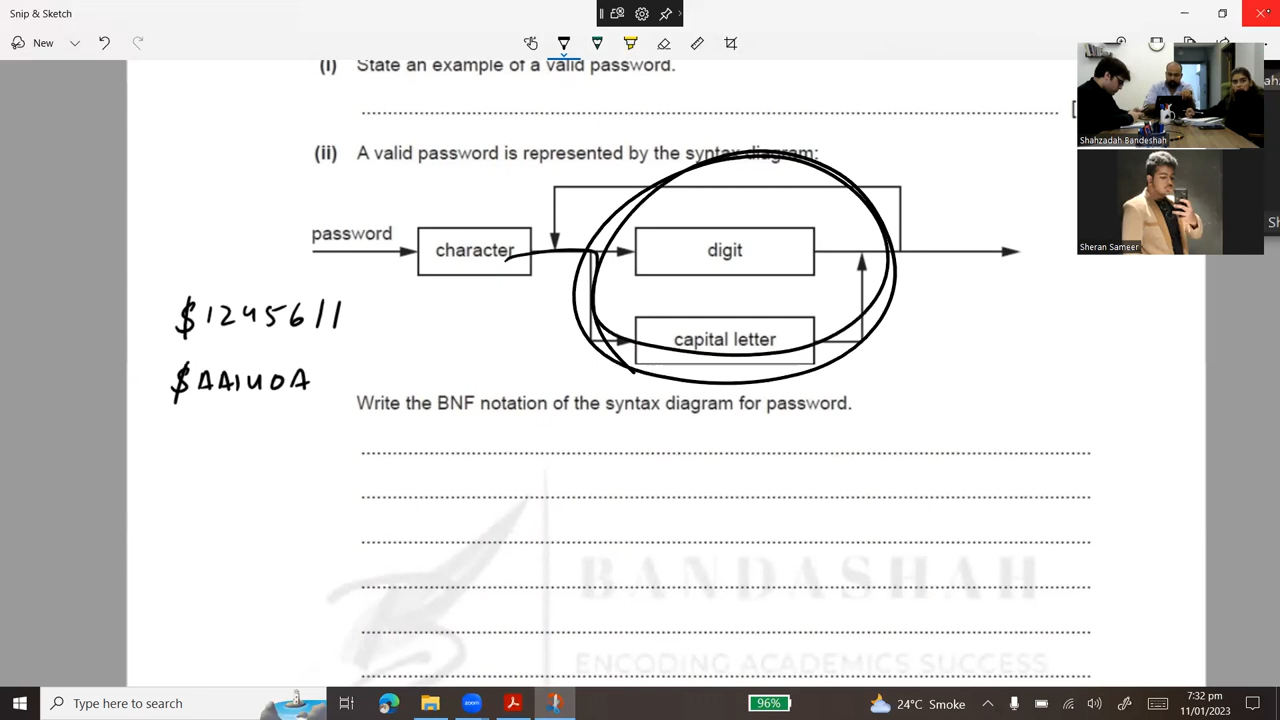 Snip & Sketch
New
(i) State an example of a valid password.
(ii) A valid password is represented by the syntax diagram:
password
character
digit
capital letter
$1245611
$AA140A
Write the BNF notation of the syntax diagram for password.
BANDASHAH
ENCODING ACADEMICS SUCCESS
Shahzadah Bandeshah
Sheran Sameer
Type here to search
96%
24°C Smoke
7:32 pm
11/01/2023